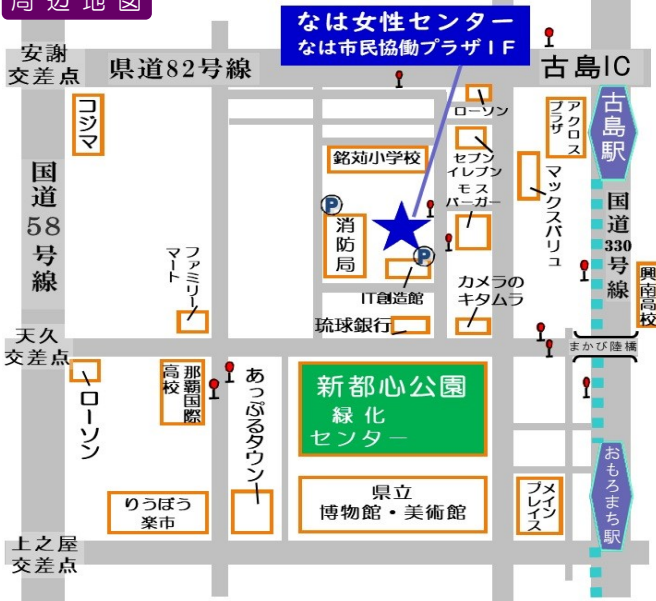 周辺地図
なは女性センター
なは市民協働プラザ1F
安謝
交差点
県道82号線
古島IC
コジマ
ローソン
アクロス
プラザ
古島駅
銘苅小学校
セブン
イレブン
モス
バーガー
マックスバリュ
国道58号線
国道330号線
P
消防局
P
ファミリー
マート
IT創造館
カメラの
キタムラ
興南高校
琉球銀行
天久
交差点
まかび陸橋
ローソン
那覇国際
高校
あっぷるタウン
新都心公園
緑化
センター
おもろまち駅
りうぼう
楽市
県立
博物館・美術館
メイン
プレイス
上之屋
交差点